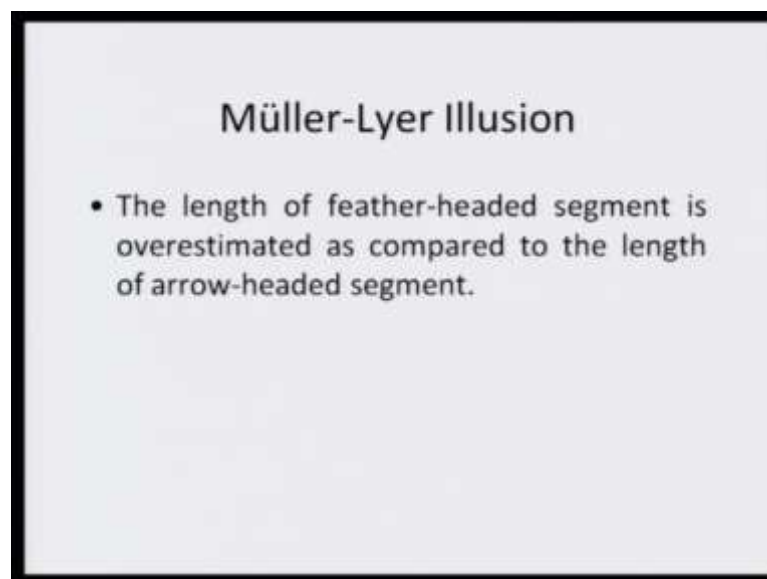 Müller-Lyer Illusion
• The length of feather-headed segment is
overestimated as compared to the length
of arrow-headed segment.